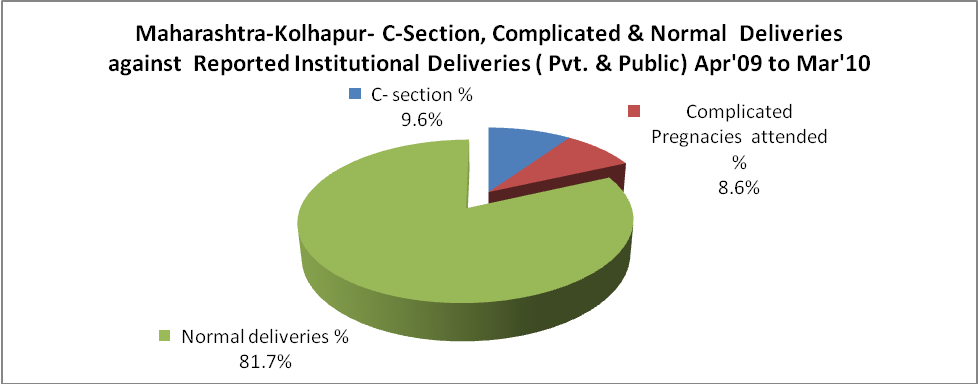 Maharashtra-Kolhapur- C-Section, Complicated & Normal Deliveries
against Reported Institutional Deliveries ( Pvt. & Public) Apr'09 to Mar'10
C- section %
9.6%
Complicated
Pregnacies attended
%
8.6%
Normal deliveries %
81.7%